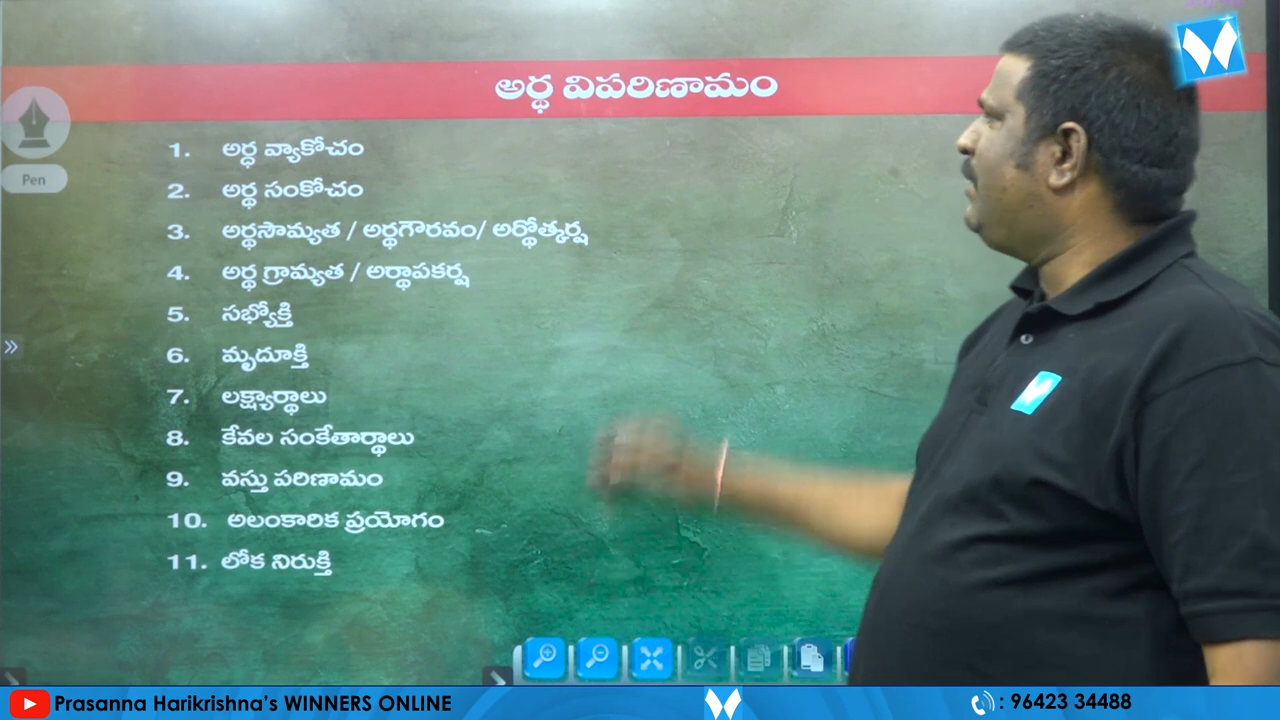 అర్థ విపరిణామం
Pen
1. అర్ధ వ్యాకోచం
2. అర్థ సంకోచం
3. అర్థసౌమ్యత / అర్థగౌరవం/ అర్థోత్కర్ష
4. అర్థ గ్రామ్యత / అర్థాపకర్ష
5. సభ్యోక్తి
6. మృదూక్తి
7. లక్ష్యార్థాలు
8. కేవల సంకేతార్థాలు
9. వస్తు పరిణామం
10. అలంకారిక ప్రయోగం
11. లోక నిరుక్తి
Prasanna Harikrishna's WINNERS ONLINE
: 96423 34488